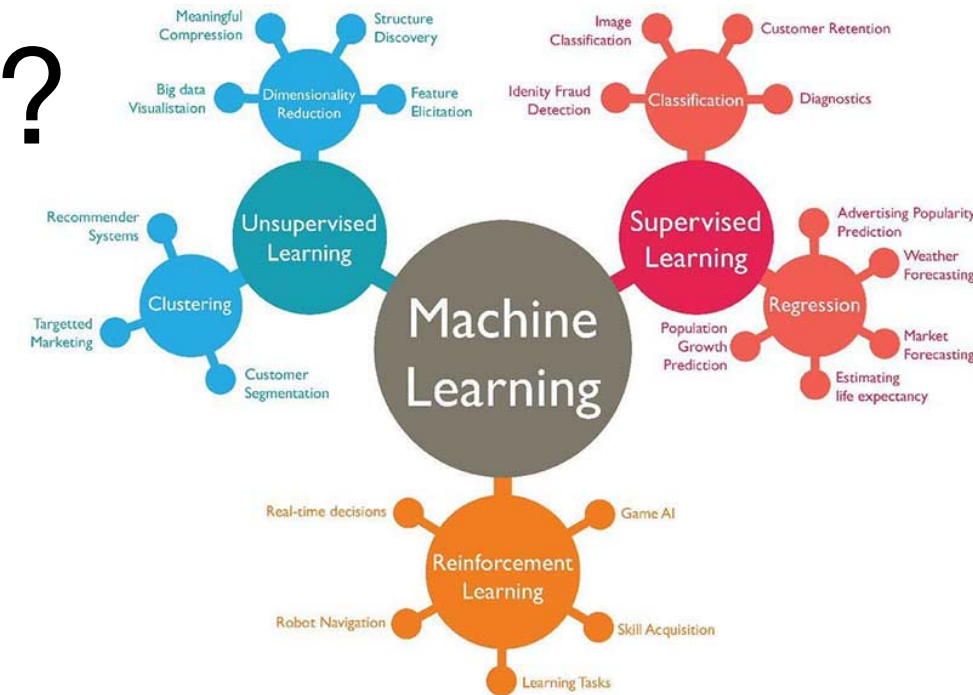 ?
Meaningful
Compression
Structure
Discovery
Big data
Visualistaion
Dimensionality
Reduction
Feature
Elicitation
Image
Classification
Customer Retention
Idenity Fraud
Detection
Classification
Diagnostics
Recommender
Systems
Unsupervised
Learning
Clustering
Targetted
Marketing
Customer
Segmentation
Machine
Learning
Supervised
Learning
Advertising Popularity
Prediction
Weather
Forecasting
Regression
Population
Growth
Prediction
Market
Forecasting
Estimating
life expectancy
Real-time decisions
Game AI
Reinforcement
Learning
Robot Navigation
Skill Acquisition
Learning Tasks